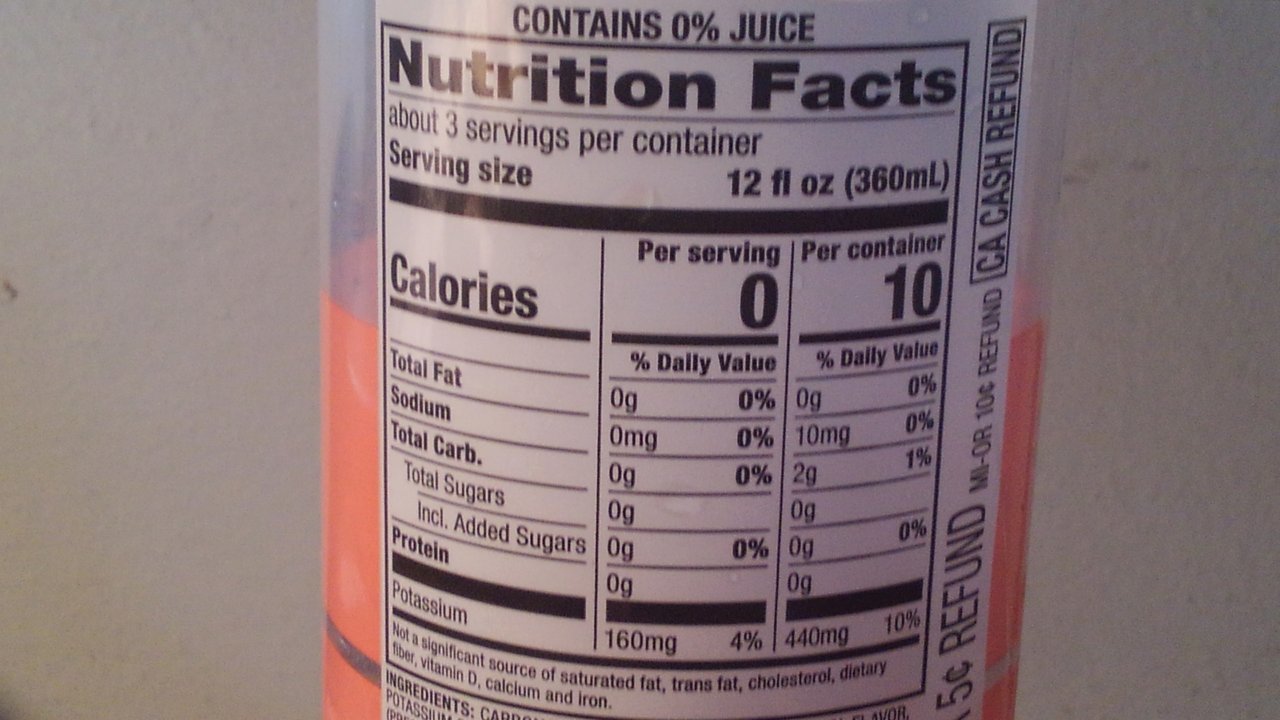 CONTAINS 0% JUICE
Nutrition Facts
about 3 servings per container
Serving size 12 fl oz (360mL)
Per serving Per container
Calories 0 10
% Daily Value % Daily Value
Total Fat 0g 0% 0g 0%
Sodium 0mg 0% 10mg 0%
Total Carb. 0g 0% 2g 1%
Total Sugars 0g 0g
Incl. Added Sugars 0g 0% 0g 0%
Protein 0g 0g
Potassium 160mg 4% 440mg 10%
Not a significant source of saturated fat, trans fat, cholesterol, dietary
fiber, vitamin D, calcium and iron.
INGREDIENTS:
FLAVOR,
5¢ REFUND MI-OR 10¢ REFUND CA CASH REFUND